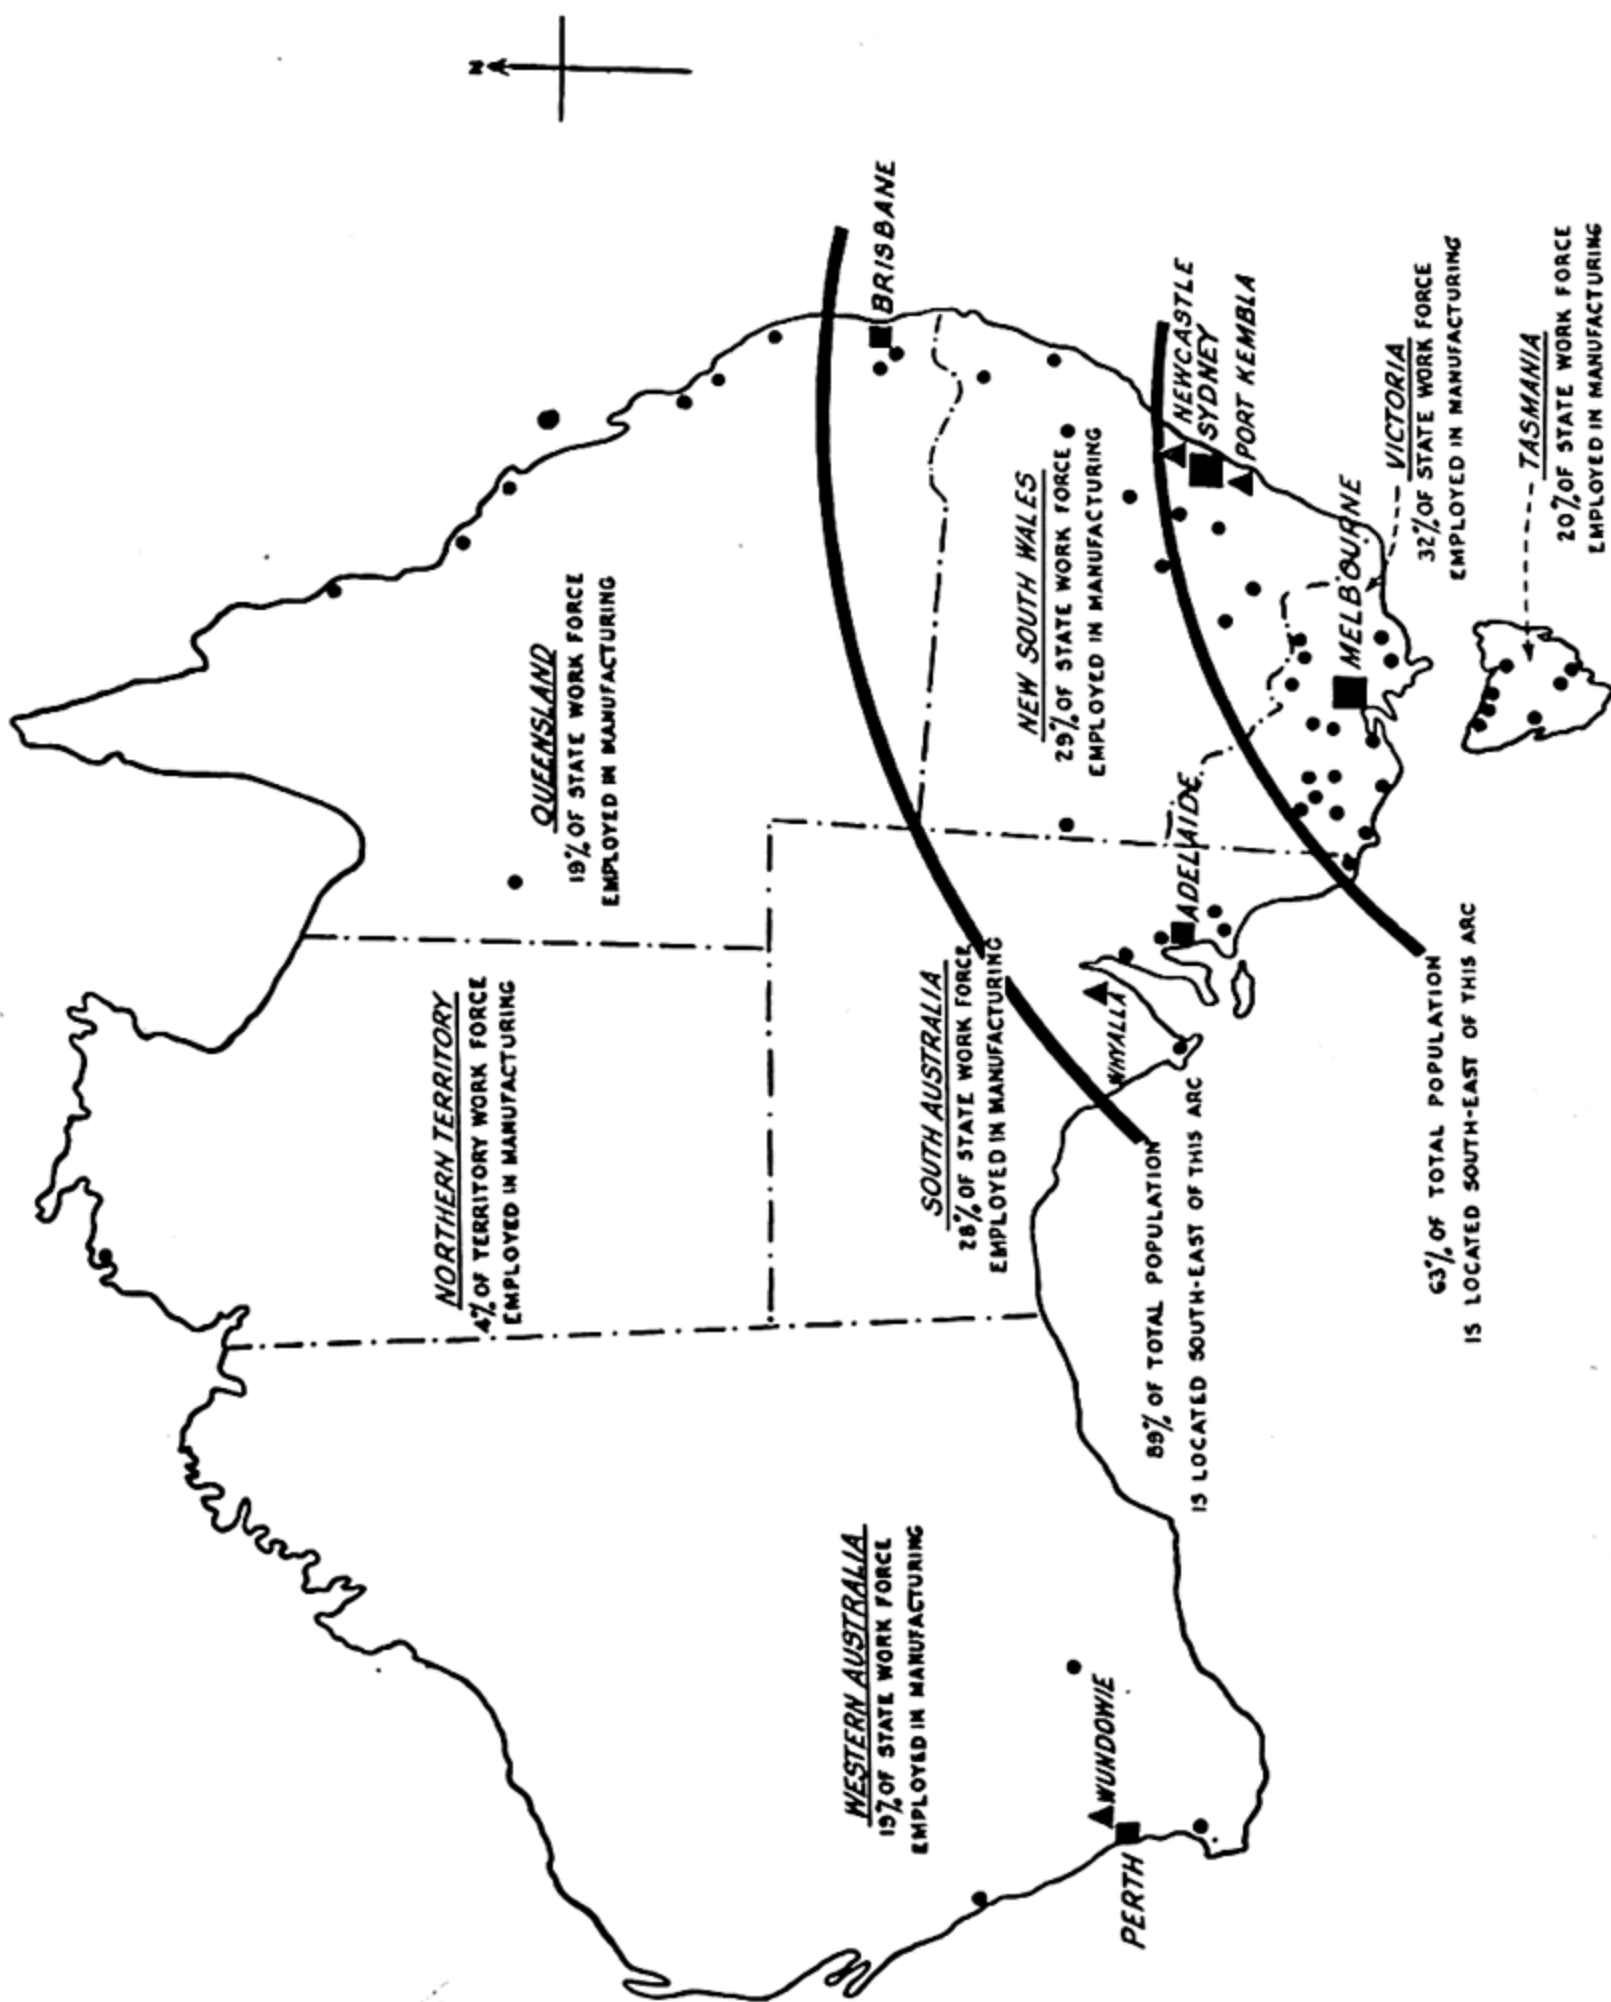 N
NORTHERN TERRITORY
4% OF TERRITORY WORK FORCE
EMPLOYED IN MANUFACTURING
QUEENSLAND
19% OF STATE WORK FORCE
EMPLOYED IN MANUFACTURING
WESTERN AUSTRALIA
19% OF STATE WORK FORCE
EMPLOYED IN MANUFACTURING
SOUTH AUSTRALIA
28% OF STATE WORK FORCE
EMPLOYED IN MANUFACTURING
BRISBANE
NEW SOUTH WALES
29% OF STATE WORK FORCE
EMPLOYED IN MANUFACTURING
PERTH
WUNDOWIE
WHYALLA
ADELAIDE
NEWCASTLE
SYDNEY
PORT KEMBLA
89% OF TOTAL POPULATION
IS LOCATED SOUTH-EAST OF THIS ARC
MELBOURNE
VICTORIA
32% OF STATE WORK FORCE
EMPLOYED IN MANUFACTURING
63% OF TOTAL POPULATION
IS LOCATED SOUTH-EAST OF THIS ARC
TASMANIA
20% OF STATE WORK FORCE
EMPLOYED IN MANUFACTURING